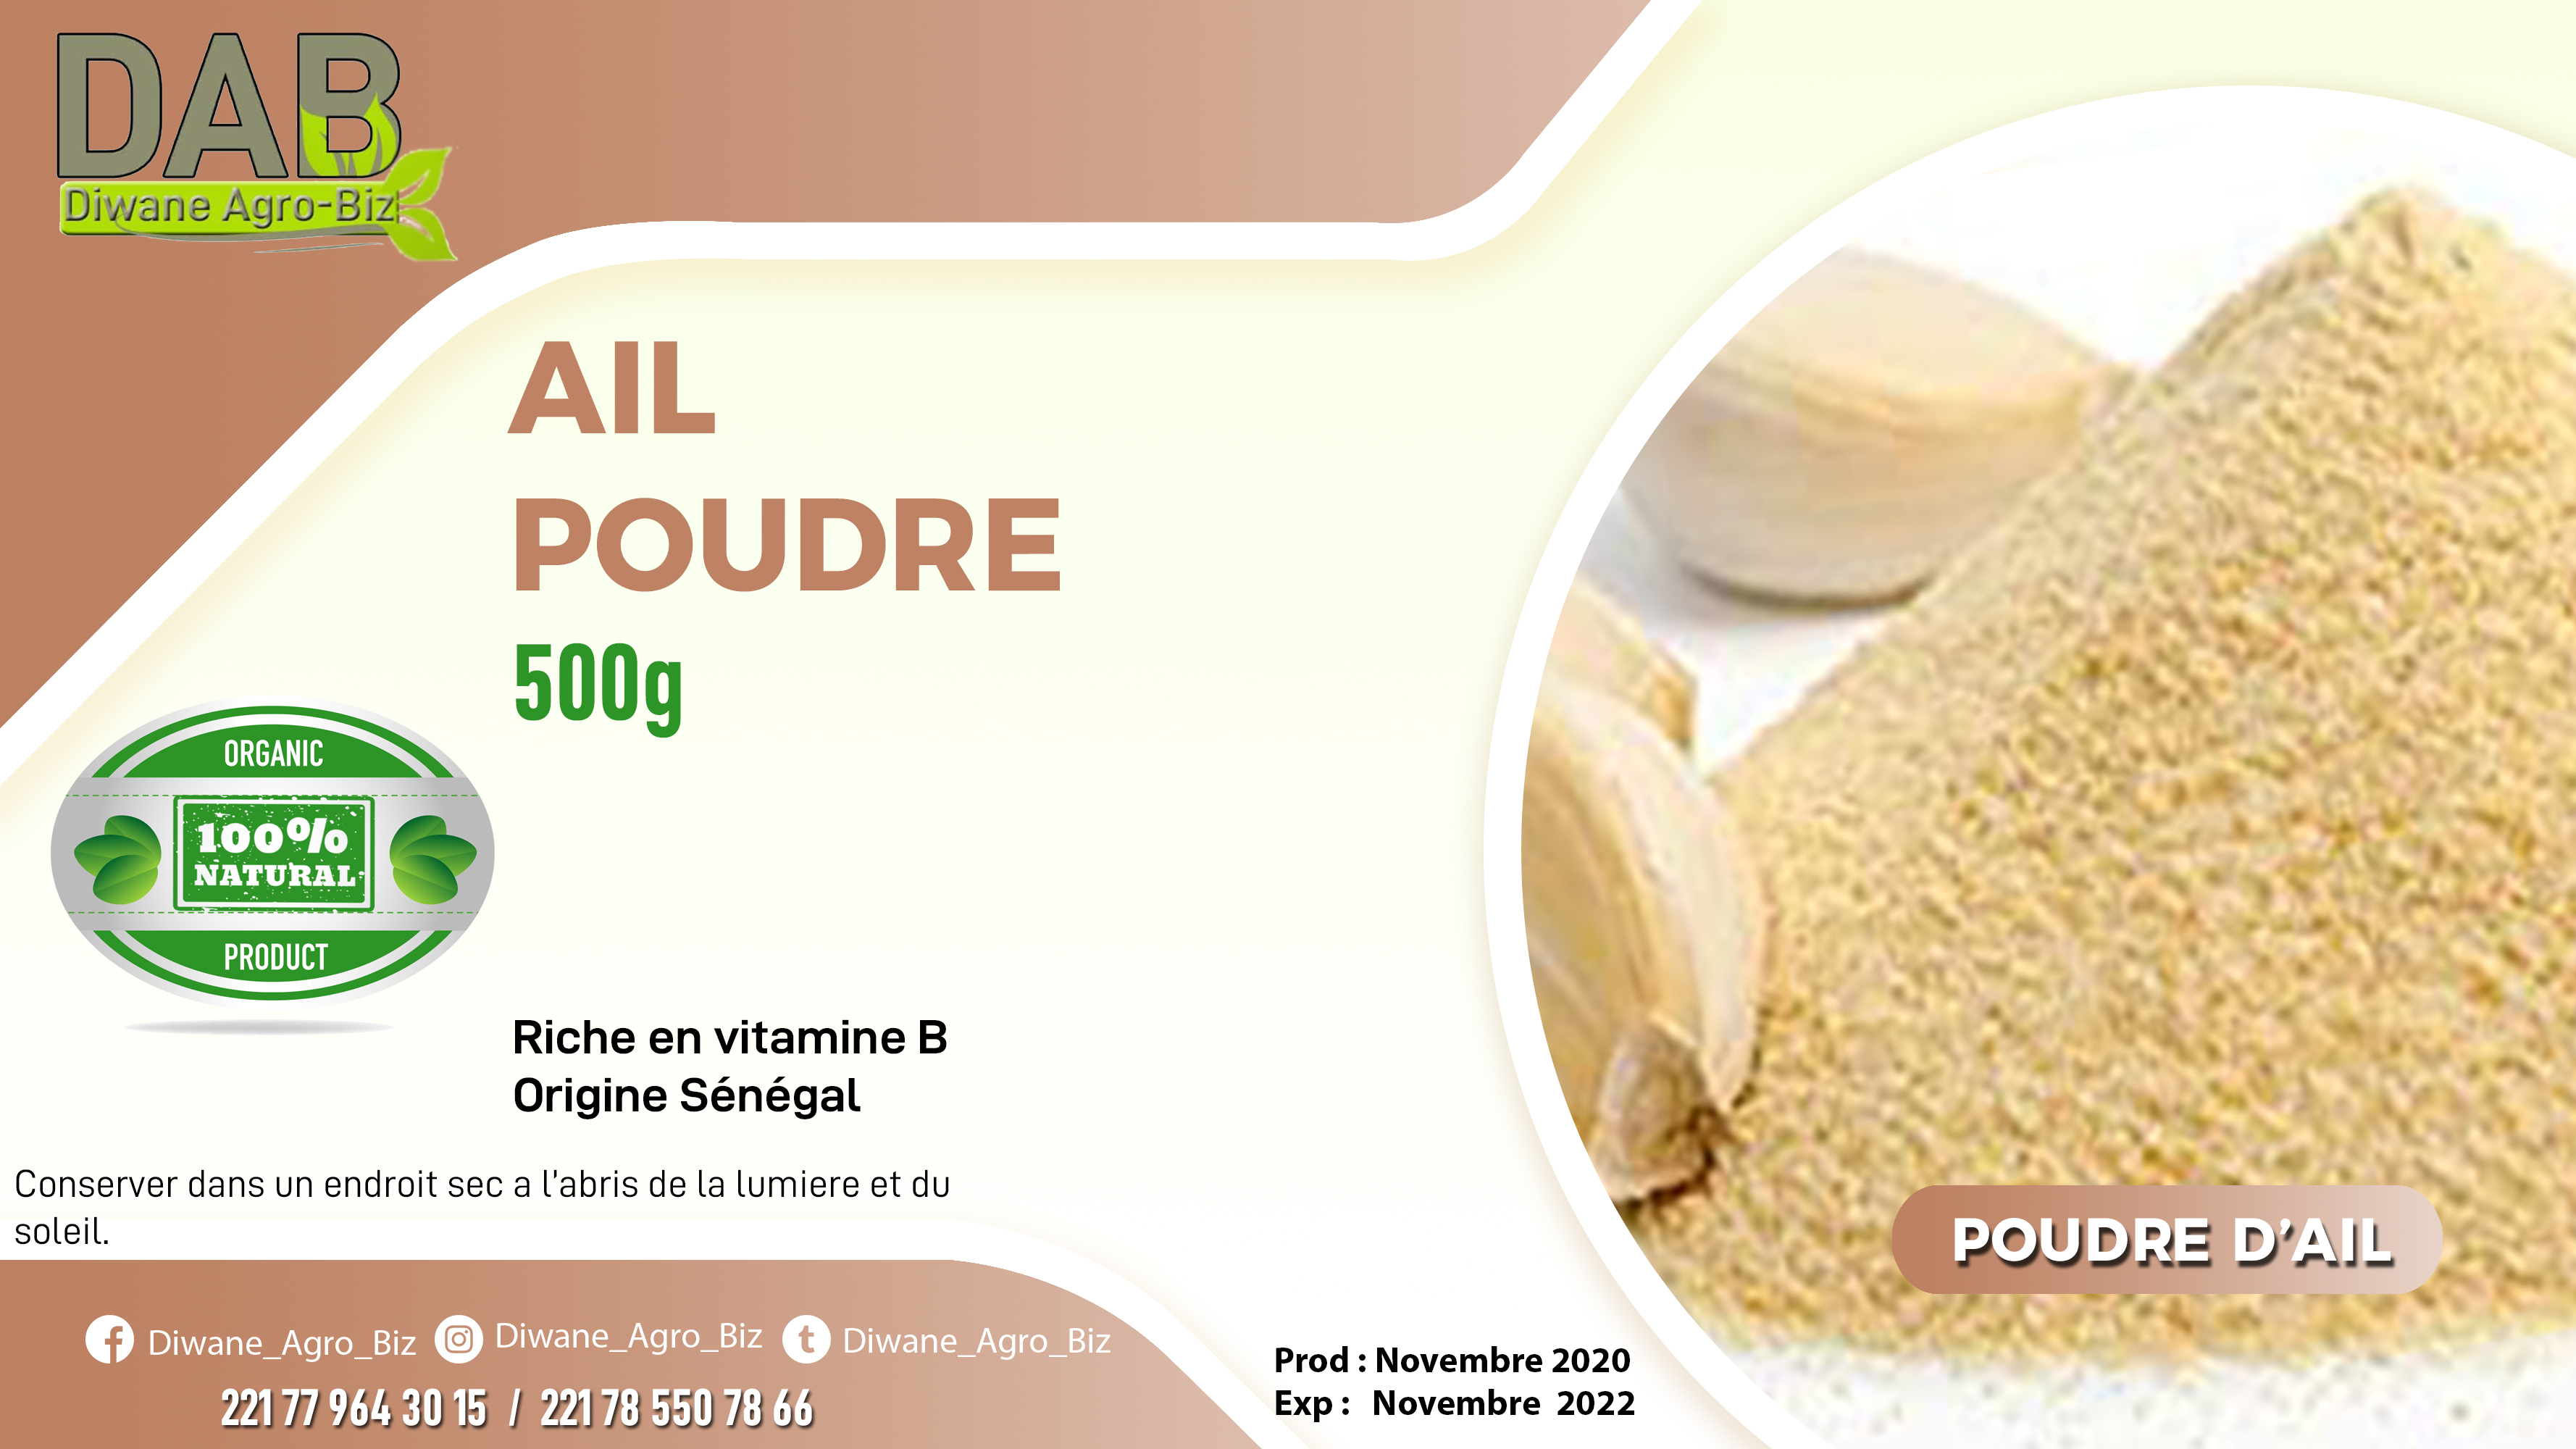 DAB
Diwane Agro-Biz
AIL
POUDRE
500g
ORGANIC
100%
NATURAL
PRODUCT
Riche en vitamine B
Origine Sénégal
Conserver dans un endroit sec a l'abris de la lumiere et du
soleil.
POUDRE D'AIL
Diwane_Agro_Biz Diwane_Agro_Biz Diwane_Agro_Biz
221 77 964 30 15 / 221 78 550 78 66
Prod : Novembre 2020
Exp : Novembre 2022